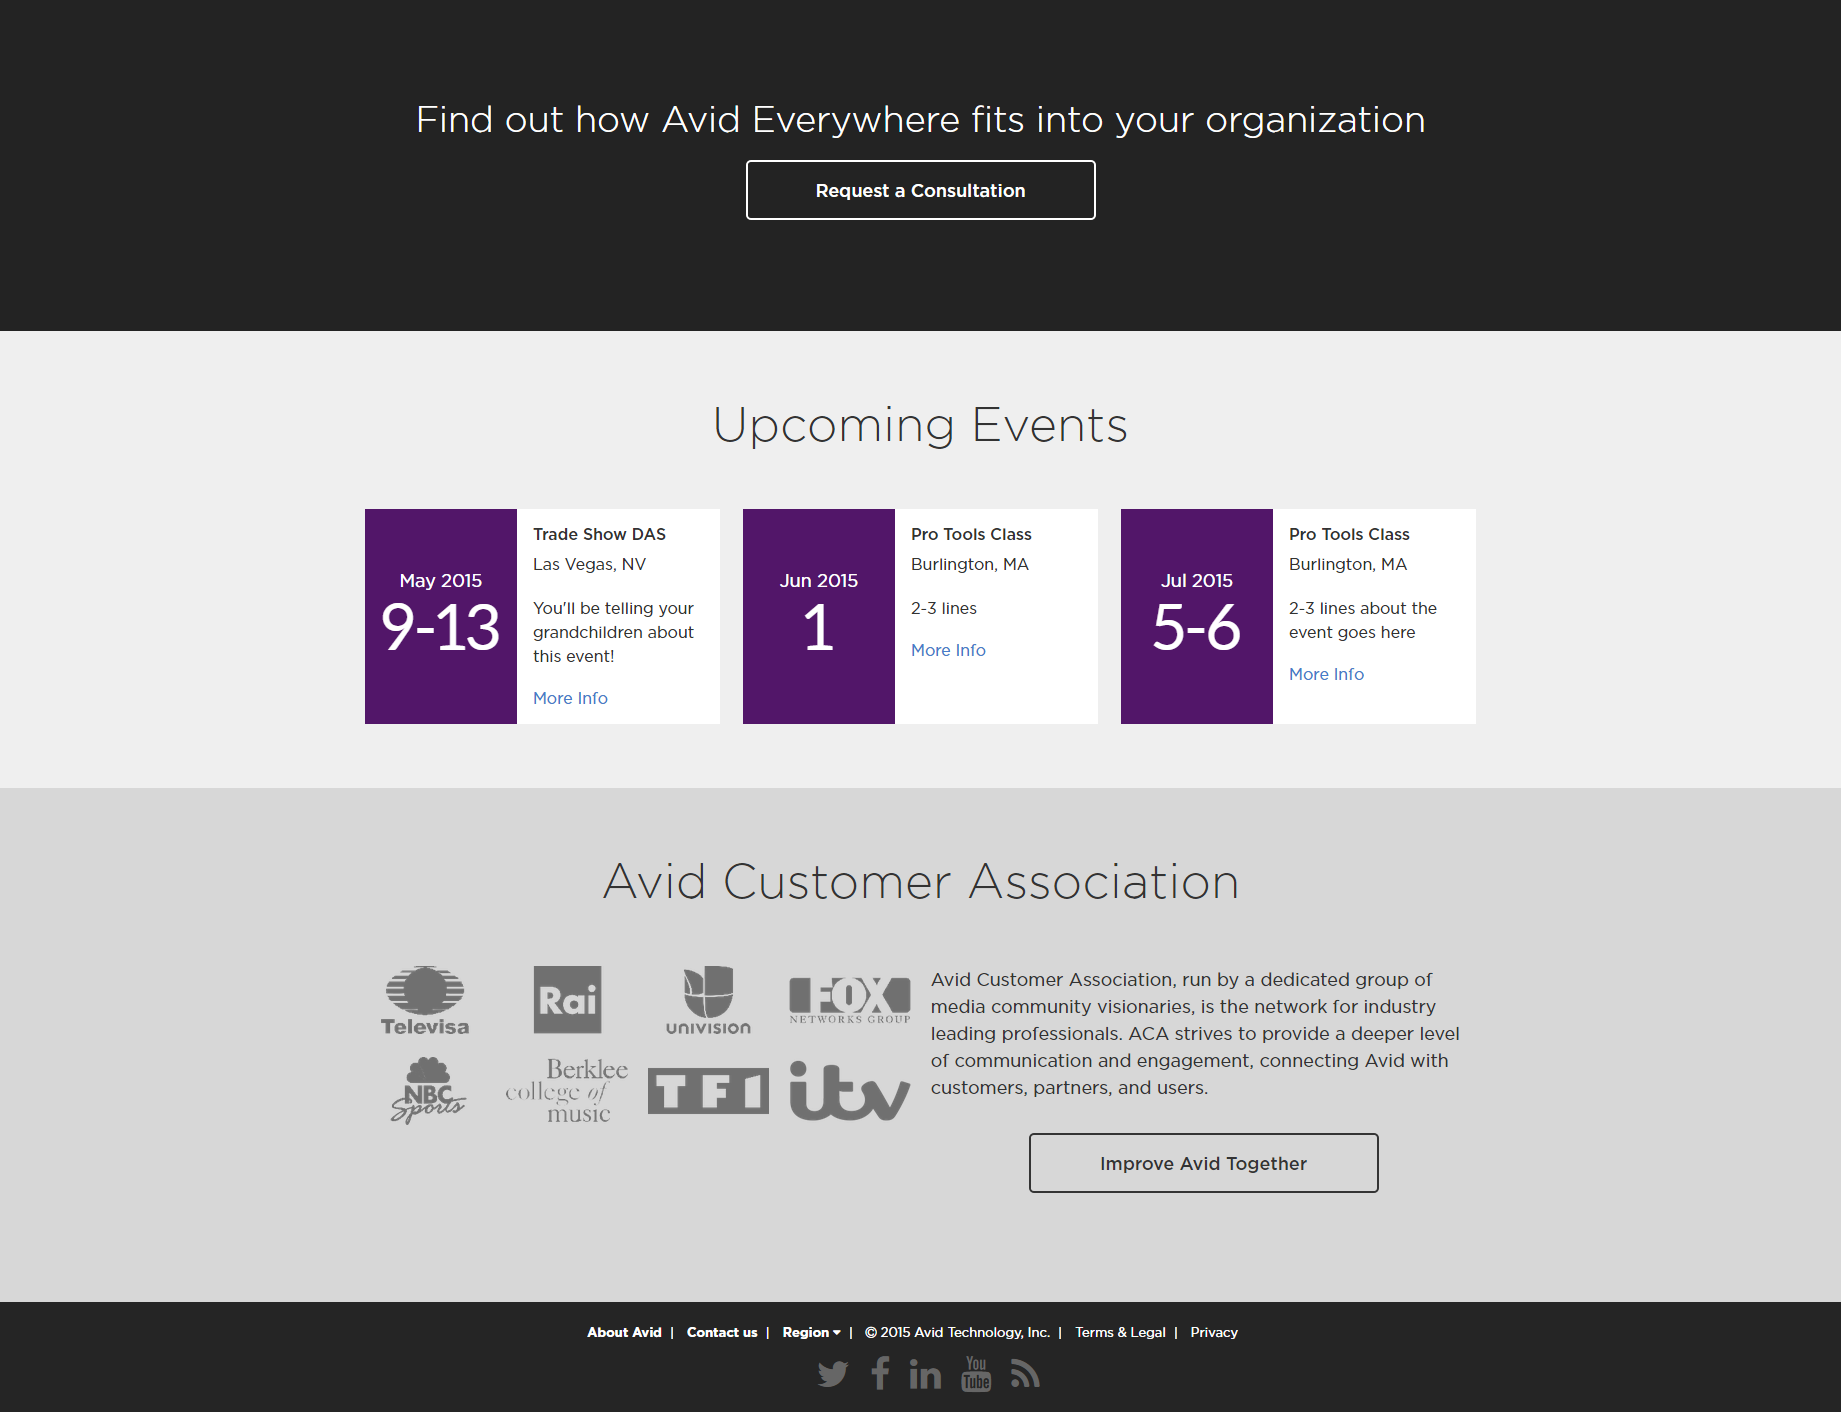 Find out how Avid Everywhere fits into your organization
Request a Consultation
Upcoming Events
May 2015
9-13
Trade Show DAS
Las Vegas, NV
You'll be telling your
grandchildren about
this event!
More Info
Jun 2015
1
Pro Tools Class
Burlington, MA
2-3 lines
More Info
Jul 2015
5-6
Pro Tools Class
Burlington, MA
2-3 lines about the
event goes here
More Info
Avid Customer Association
Televisa
Rai
UNIVISION
FOX
NETWORKS GROUP
NBC
Sports
Berklee
college of
music
TF1
itv
Avid Customer Association, run by a dedicated group of
media community visionaries, is the network for industry
leading professionals. ACA strives to provide a deeper level
of communication and engagement, connecting Avid with
customers, partners, and users.
Improve Avid Together
About Avid | Contact us | Region | © 2015 Avid Technology, Inc. | Terms & Legal | Privacy
You
Tube